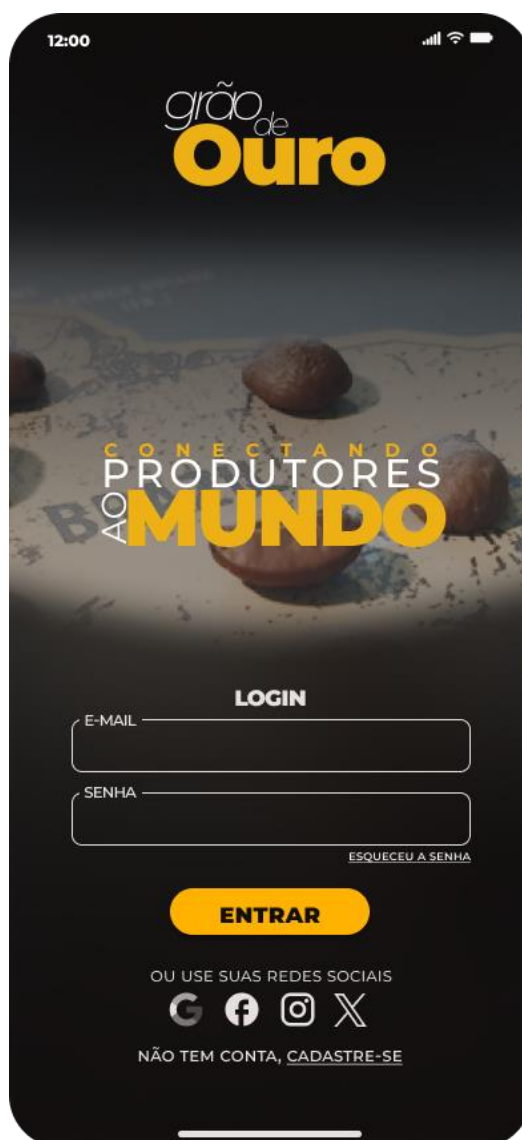 12:00
grão
de
Ouro
CONECTANDO
PRODUTORES
AO MUNDO
LOGIN
E-MAIL
SENHA
ESQUECEU A SENHA
ENTRAR
OU USE SUAS REDES SOCIAIS
NÃO TEM CONTA, CADASTRE-SE